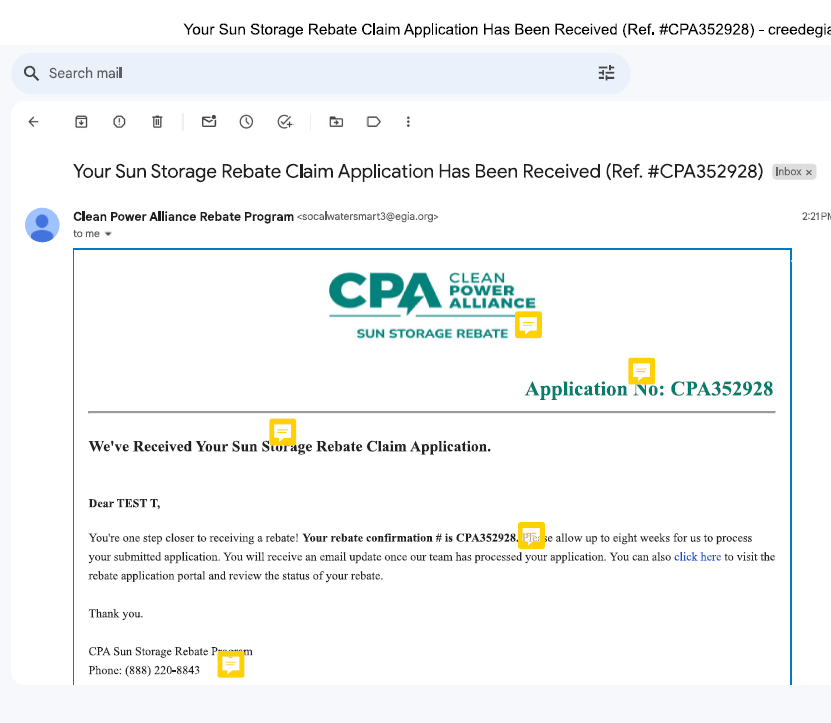 Your Sun Storage Rebate Claim Application Has Been Received (Ref. #CPA352928) - creedegia
Search mail
Your Sun Storage Rebate Claim Application Has Been Received (Ref. #CPA352928) Inbox ×
Clean Power Alliance Rebate Program <socalwatersmart3@egia.org> 2:21 PM
to me
CPA CLEAN POWER ALLIANCE
SUN STORAGE REBATE
Application No: CPA352928
We've Received Your Sun Storage Rebate Claim Application.
Dear TEST T,
You're one step closer to receiving a rebate! Your rebate confirmation # is CPA352928. Please allow up to eight weeks for us to process
your submitted application. You will receive an email update once our team has processed your application. You can also click here to visit the
rebate application portal and review the status of your rebate.
Thank you.
CPA Sun Storage Rebate Program
Phone: (888) 220-8843